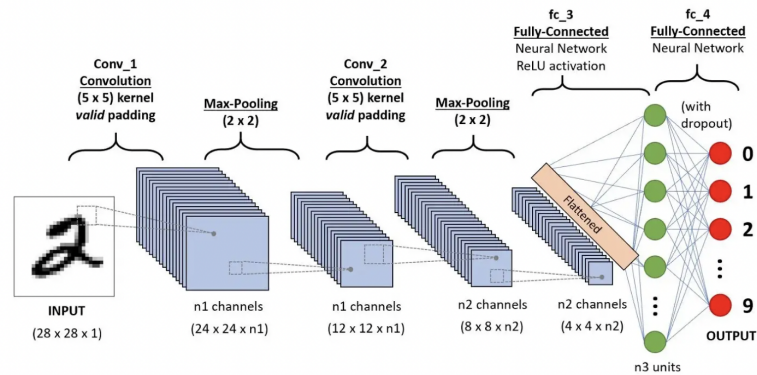 fc_3
Fully-Connected
Neural Network
ReLU activation
fc_4
Fully-Connected
Neural Network
Conv_1
Convolution
(5 x 5) kernel
valid padding
Max-Pooling
(2 x 2)
Conv_2
Convolution
(5 x 5) kernel
valid padding
Max-Pooling
(2 x 2)
(with
dropout)
2
Flattened
0
1
2
9
INPUT
(28 x 28 x 1)
n1 channels
(24 x 24 x n1)
n1 channels
(12 x 12 x n1)
n2 channels
(8 x 8 x n2)
n2 channels
(4 x 4 x n2)
OUTPUT
n3 units